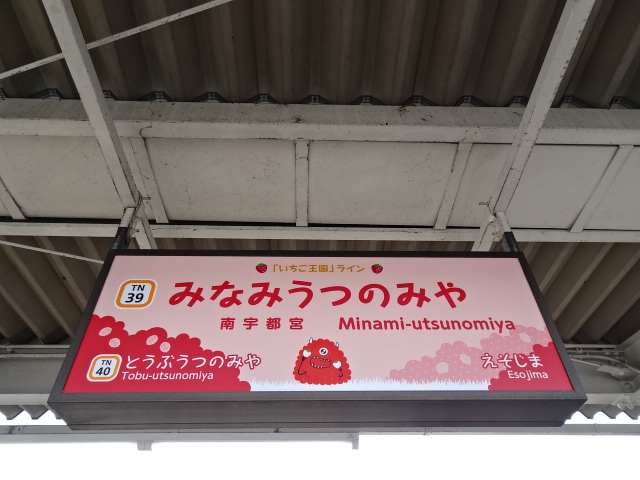 「いちご王国」ライン
TN
39
みなみうつのみや
南宇都宮 Minami-utsunomiya
TN
40
とうぶうつのみや
Tobu-utsunomiya
えそじま
Esojima